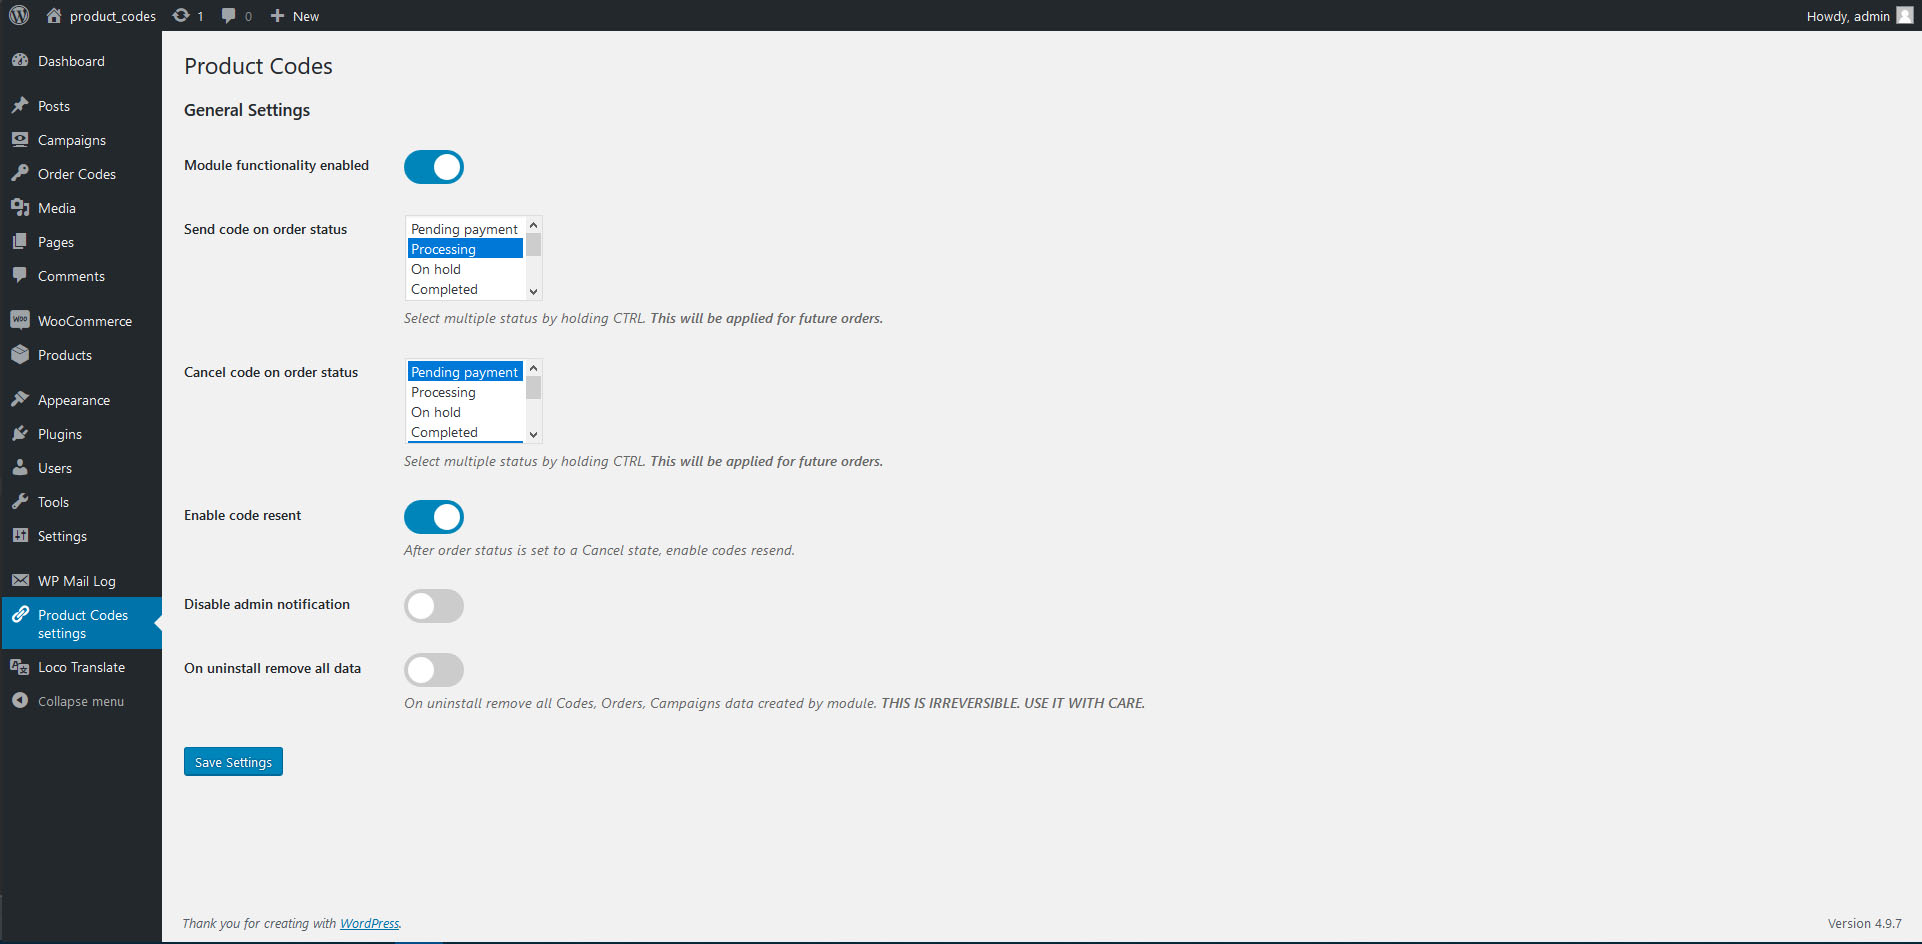 product_codes
1
0
New
Howdy, admin
Dashboard
Posts
Campaigns
Order Codes
Media
Pages
Comments
WooCommerce
Products
Appearance
Plugins
Users
Tools
Settings
WP Mail Log
Product Codes
settings
Loco Translate
Collapse menu
Product Codes
General Settings
Module functionality enabled
Send code on order status
Pending payment
Processing
On hold
Completed
Select multiple status by holding CTRL. This will be applied for future orders.
Cancel code on order status
Pending payment
Processing
On hold
Completed
Select multiple status by holding CTRL. This will be applied for future orders.
Enable code resent
After order status is set to a Cancel state, enable codes resend.
Disable admin notification
On uninstall remove all data
On uninstall remove all Codes, Orders, Campaigns data created by module. THIS IS IRREVERSIBLE. USE IT WITH CARE.
Save Settings
Thank you for creating with WordPress.
Version 4.9.7